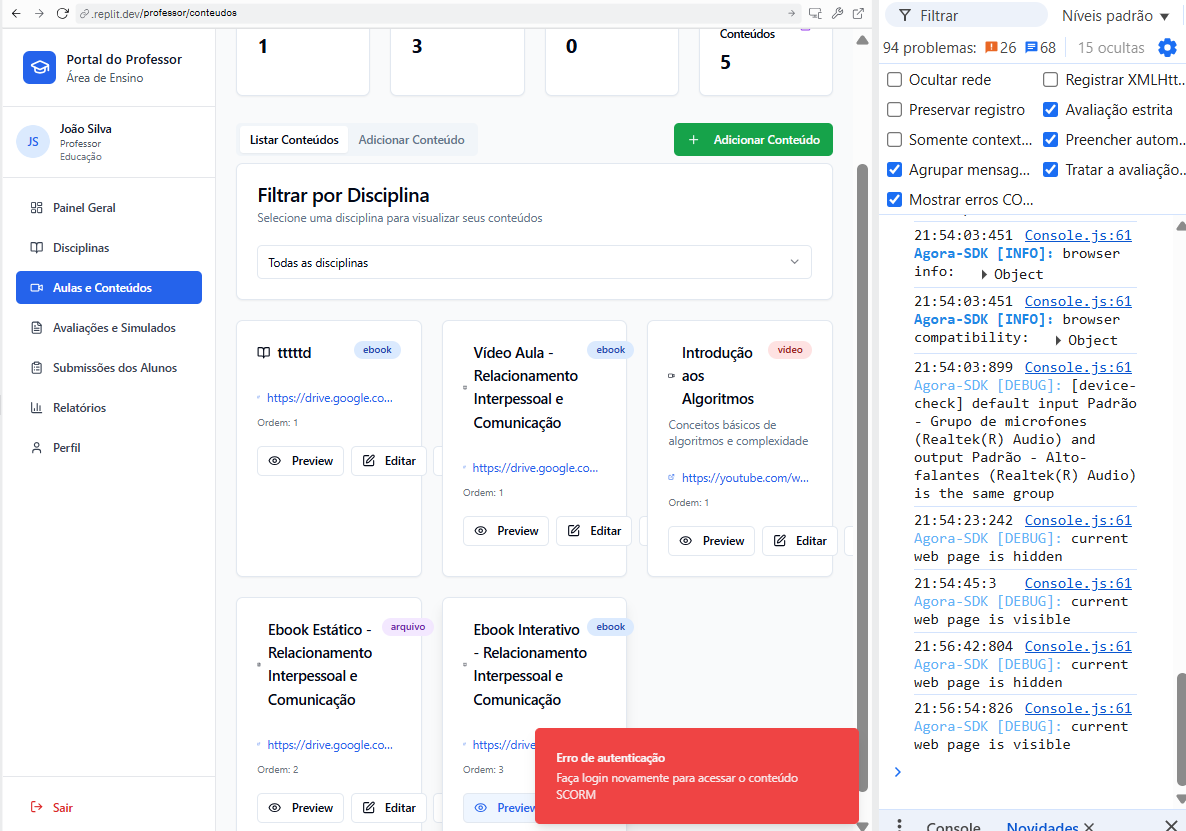 .replit.dev/professor/conteudos
Portal do Professor
Área de Ensino
JS
João Silva
Professor
Educação
Painel Geral
Disciplinas
Aulas e Conteúdos
Avaliações e Simulados
Submissões dos Alunos
Relatórios
Perfil
Sair
1
3
0
Conteúdos
5
Listar Conteúdos
Adicionar Conteúdo
+ Adicionar Conteúdo
Filtrar por Disciplina
Selecione uma disciplina para visualizar seus conteúdos
Todas as disciplinas
tttttd
ebook
https://drive.google.co...
Ordem: 1
Preview
Editar
Vídeo Aula -
Relacionamento
Interpessoal e
Comunicação
ebook
https://drive.google.co...
Ordem: 1
Preview
Editar
Introdução
aos
Algoritmos
vídeo
Conceitos básicos de
algoritmos e complexidade
https://youtube.com/w...
Ordem: 1
Preview
Editar
Ebook Estático -
Relacionamento
Interpessoal e
Comunicação
arquivo
https://drive.google.co...
Ordem: 2
Preview
Editar
Ebook Interativo
- Relacionamento
Interpessoal e
Comunicação
ebook
https://drive
Ordem: 3
Preview
Erro de autenticação
Faça login novamente para acessar o conteúdo
SCORM
Filtrar
Níveis padrão
94 problemas: 26 68 15 ocultas
Ocultar rede
Registrar XMLHtt...
Preservar registro
Avaliação estrita
Somente context...
Preencher autom...
Agrupar mensag...
Tratar a avaliação...
Mostrar erros CO...
21:54:03:451 Console.js:61
Agora-SDK [INFO]: browser
info: Object
21:54:03:451 Console.js:61
Agora-SDK [INFO]: browser
compatibility: Object
21:54:03:899 Console.js:61
Agora-SDK [DEBUG]: [device-
check] default input Padrão
- Grupo de microfones
(Realtek(R) Audio) and
output Padrão - Alto-
falantes (Realtek(R) Audio)
is the same group
21:54:23:242 Console.js:61
Agora-SDK [DEBUG]: current
web page is hidden
21:54:45:3 Console.js:61
Agora-SDK [DEBUG]: current
web page is visible
21:56:42:804 Console.js:61
Agora-SDK [DEBUG]: current
web page is hidden
21:56:54:826 Console.js:61
Agora-SDK [DEBUG]: current
web page is visible
Console
Novidades